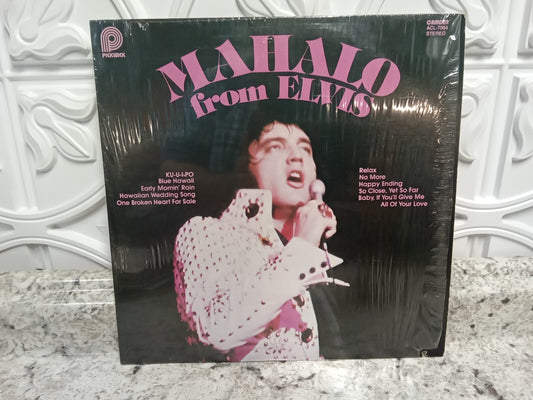 PICKWICK
CAMDEN
ACL-7064
STEREO
MAHALO
from ELVIS
KU-U-I-PO
Blue Hawaii
Early Mornin' Rain
Hawaiian Wedding Song
One Broken Heart For Sale
Relax
No More
Happy Ending
So Close, Yet So Far
Baby, If You'll Give Me
All Of Your Love